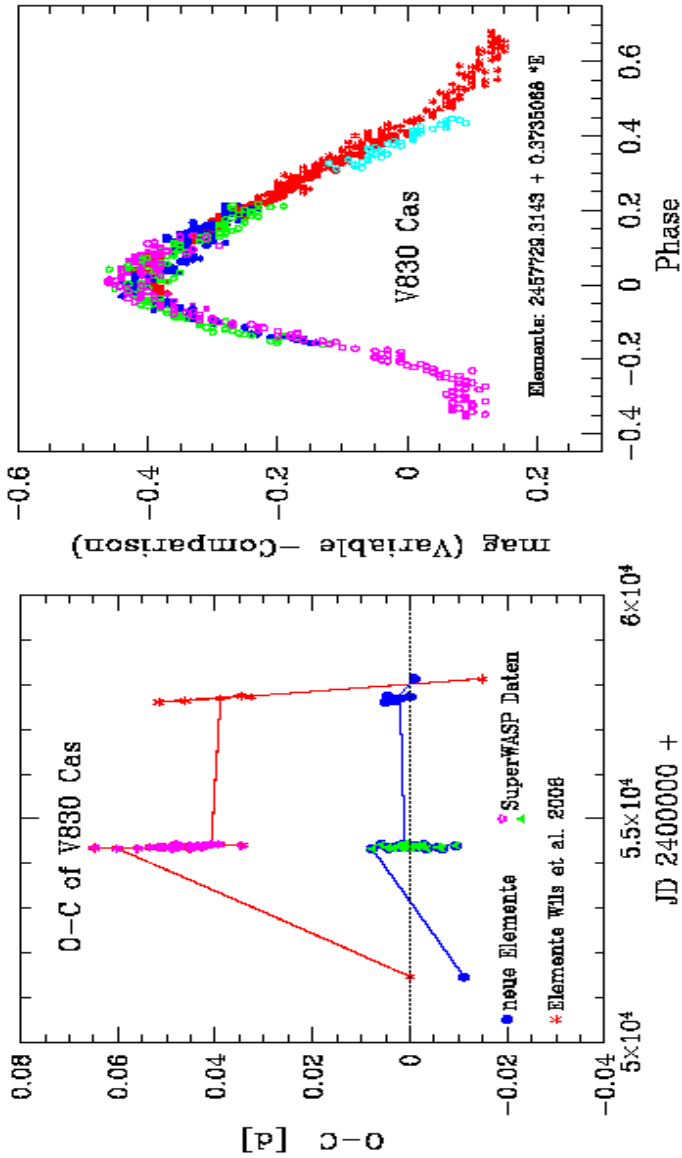 O-C of V830 Cas
O-C [d]
0.08
0.06
0.04
0.02
0
-0.02
-0.04
neue Elemente
SuperWASP Daten
Elemente Wils et al. 2006
5×10⁴
5.5×10⁴
6×10⁴
JD 2400000 +
mag (Variable -Comparison)
-0.6
-0.4
-0.2
0
0.2
V830 Cas
Elements: 2457729.3143 + 0.3735068 *E
-0.4
-0.2
0
0.2
0.4
0.6
Phase